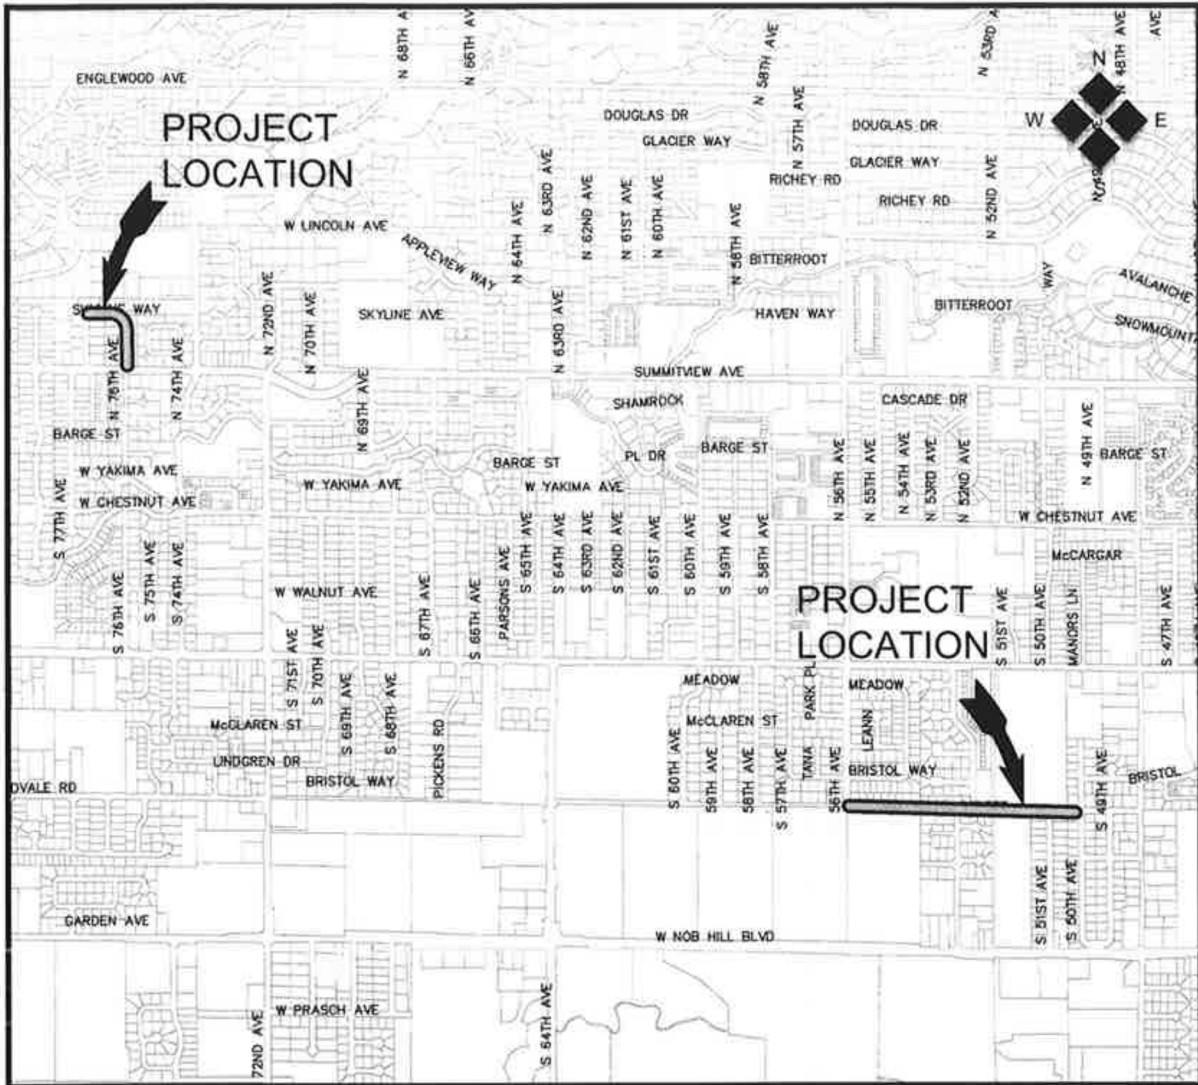 N 68TH A
N 66TH AV
N 58TH AVE
N 53RD A
N 48TH AVE
AVE
ENGLEWOOD AVE
N
W
E
S
PROJECT
LOCATION
DOUGLAS DR
GLACIER WAY
N 57TH AVE
DOUGLAS DR
GLACIER WAY
RICHEY RD
RICHEY RD
N 52ND AVE
W LINCOLN AVE
APPLEVIEW WAY
N 64TH AVE
N 63RD AVE
N 62ND AVE
N 61ST AVE
N 60TH AVE
N 58TH AVE
BITTERROOT
WAY
AVALANCHE
WAY
N 72ND AVE
N 70TH AVE
SKYLINE AVE
N 63RD AVE
HAVEN WAY
BITTERROOT
SNOWMOUNT
N 76TH AVE
N 74TH AVE
SUMMITVIEW AVE
N 69TH AVE
SHAMROCK
CASCADE DR
BARGE ST
BARGE ST
PL DR
BARGE ST
N 56TH AVE
N 55TH AVE
N 54TH AVE
N 53RD AVE
N 52ND AVE
N 49TH AVE
BARGE ST
W YAKIMA AVE
W YAKIMA AVE
W YAKIMA AVE
W CHESTNUT AVE
W CHESTNUT AVE
S 77TH AVE
S 76TH AVE
S 75TH AVE
S 74TH AVE
W WALNUT AVE
S 67TH AVE
S 66TH AVE
PARSONS AVE
S 65TH AVE
S 64TH AVE
S 63RD AVE
S 62ND AVE
S 61ST AVE
S 60TH AVE
S 59TH AVE
S 58TH AVE
McCARGAR
PROJECT
LOCATION
S 51ST AVE
S 50TH AVE
MANORS LN
S 47TH AVE
S 71ST AVE
S 70TH AVE
S 69TH AVE
S 68TH AVE
MEADOW
PARK PL
MEADOW
McCLAREN ST
McCLAREN ST
LEANN
LINDGREN DR
PICKENS RD
BRISTOL WAY
S 60TH AVE
59TH AVE
58TH AVE
S 57TH AVE
TANA
56TH AVE
BRISTOL WAY
S 49TH AVE
BRISTOL
OVALE RD
GARDEN AVE
S 51ST AVE
S 50TH AVE
W NOB HILL BLVD
72ND AVE
W PRASCH AVE
S 64TH AVE